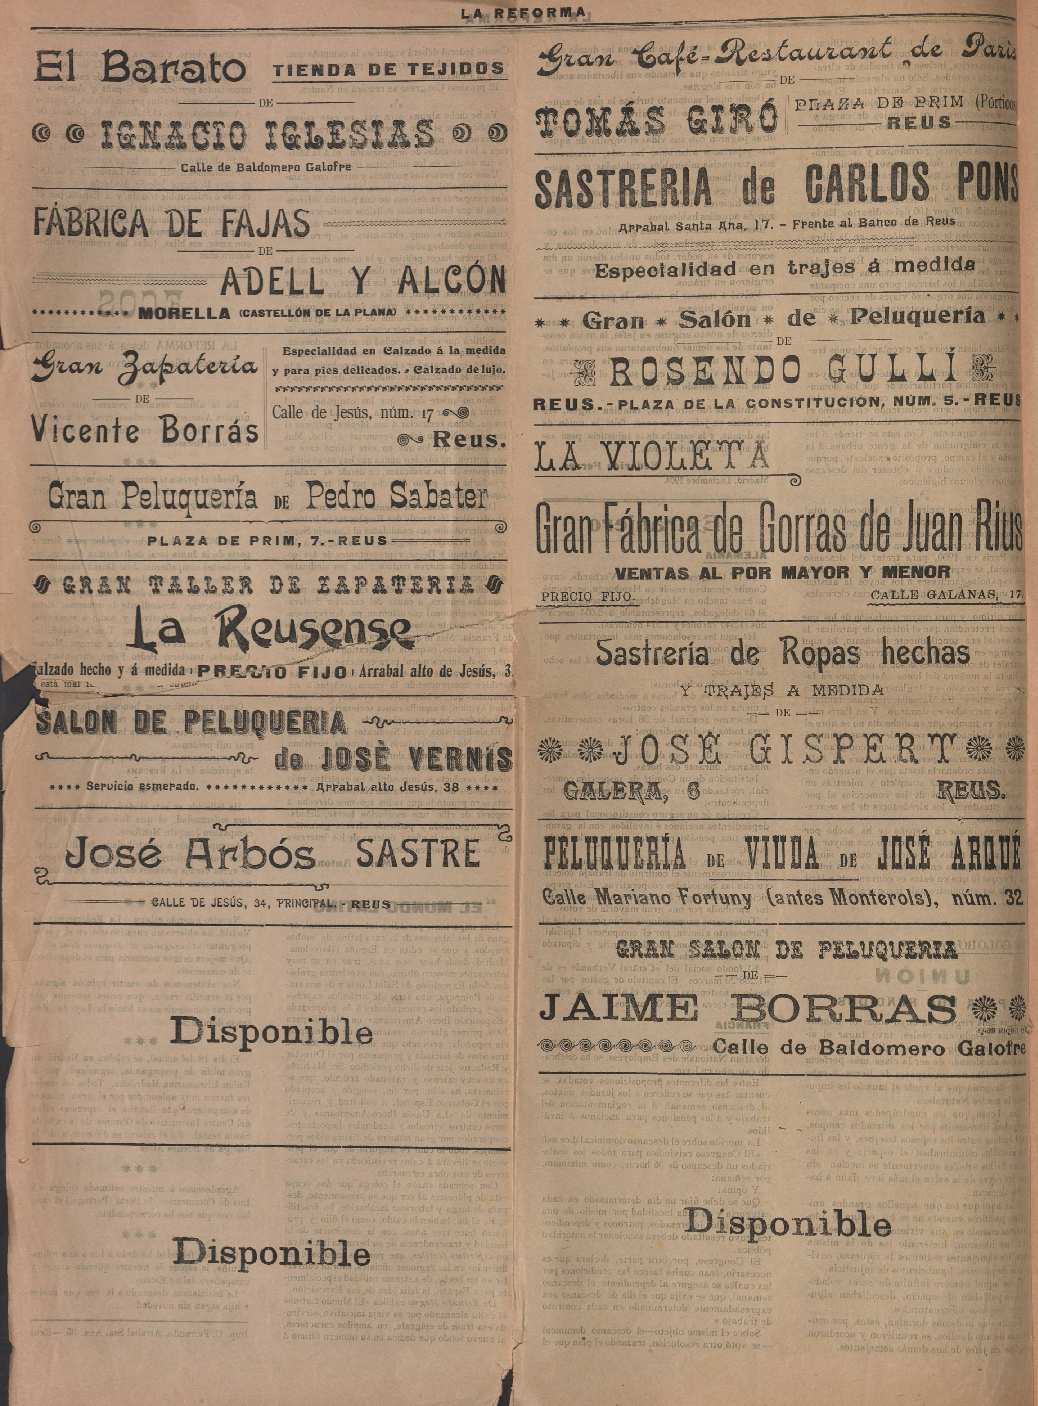 LA REFORMA
El Barato TIENDA DE TEJIDOS
DE
IGNACIO IGLESIAS
Calle de Baldomero Galofre
FÁBRICA DE FAJAS
DE
ADELL Y ALCÓN
MORELLA (CASTELLÓN DE LA PLANA)
Gran Zapatería
DE
Vicente Borrás
Especialidad en Calzado á la medida
y para pies delicados. - Calzado de lujo.
Calle de Jesús, núm. 17
Reus.
Gran Peluquería DE Pedro Sabater
PLAZA DE PRIM, 7.-REUS
GRAN TALLER DE ZAPATERIA
La Reusense
Calzado hecho y á medida PRECIO FIJO Arrabal alto de Jesús, 3
SALON DE PELUQUERIA
de JOSÈ VERNÍS
Servicio esmerado. Arrabal alto Jesús, 38
José Arbós SASTRE
CALLE DE JESÚS, 34, PRINCIPAL. - REUS
Disponible
Disponible
Gran Café-Restaurant de París
DE
TOMÁS GIRÓ
PLAZA DE PRIM (Pórticos)
REUS
SASTRERIA de CARLOS PONS
Arrabal Santa Ana, 17. - Frente al Banco de Reus
Especialidad en trajes á medida
Gran * Salón * de * Peluquería
DE
ROSENDO GULLÍ
REUS.-PLAZA DE LA CONSTITUCIÓN, NÚM. 5.-REUS
LA VIOLETA
Gran Fábrica de Gorras de Juan Rius
VENTAS AL POR MAYOR Y MENOR
PRECIO FIJO. CALLE GALANAS, 17.
Sastrería de Ropas hechas
Y TRAJES A MEDIDA
DE
JOSÉ GISPERT
GALERA, 6 REUS.
PELUQUERÍA DE VIUDA DE JOSÉ ARQUÉ
Calle Mariano Fortuny (antes Monterols), núm. 32
GRAN SALON DE PELUQUERIA
DE
JAIME BORRAS
Calle de Baldomero Galofre
Disponible